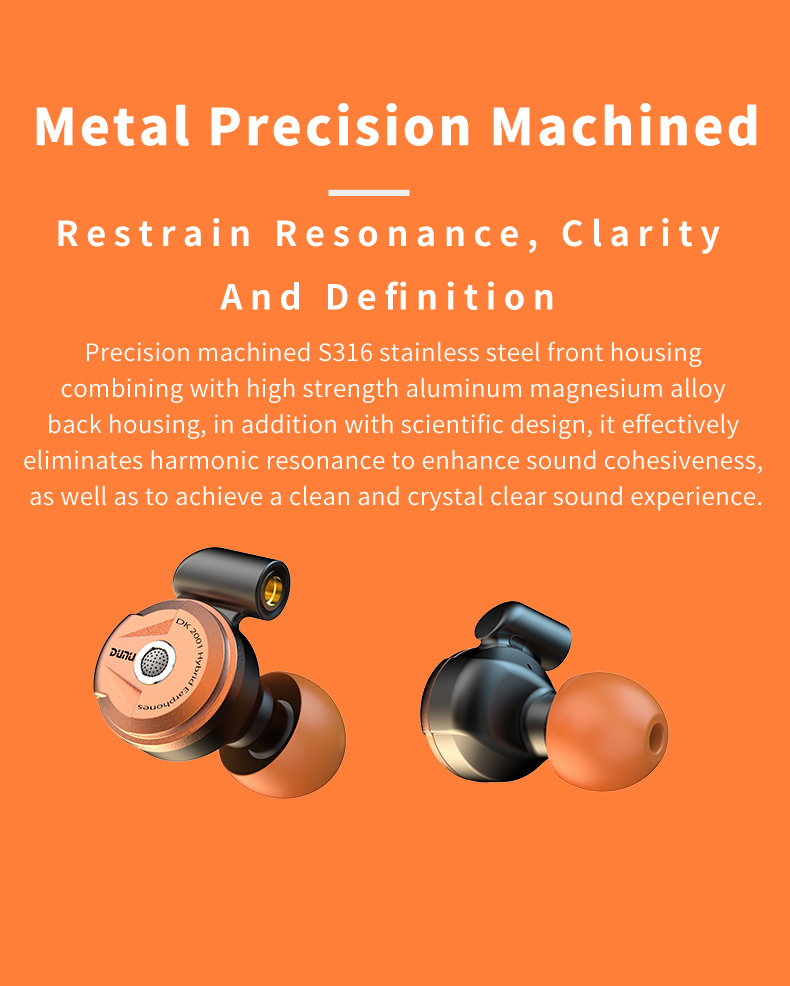 Metal Precision Machined
Restrain Resonance, Clarity
And Definition
Precision machined S316 stainless steel front housing
combining with high strength aluminum magnesium alloy
back housing, in addition with scientific design, it effectively
eliminates harmonic resonance to enhance sound cohesiveness,
as well as to achieve a clean and crystal clear sound experience.
DUNU
DK 2001 Hybrid Earphones